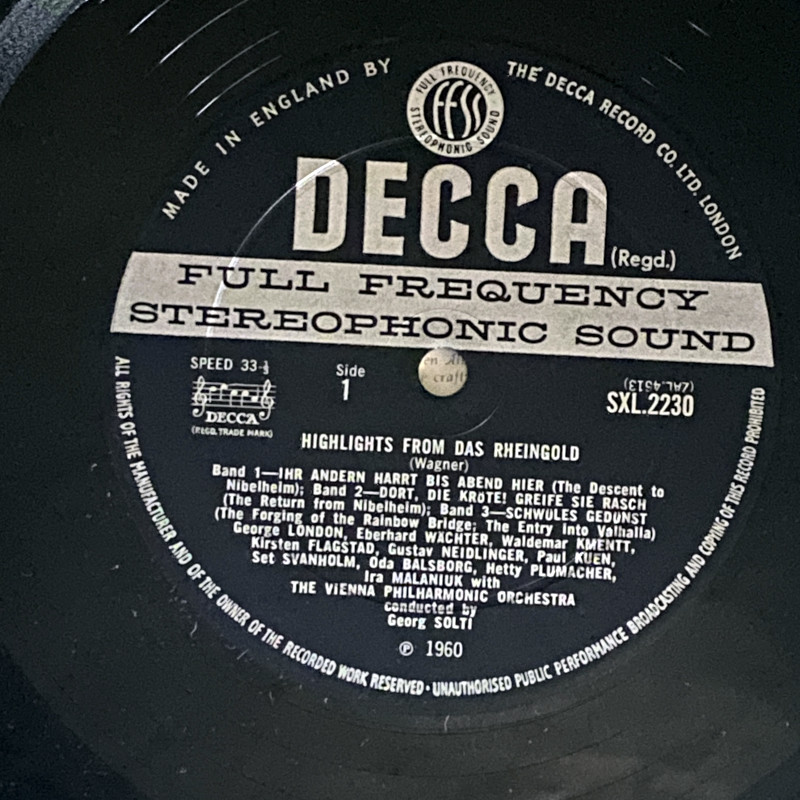 MADE IN ENGLAND BY
THE DECCA RECORD CO. LTD. LONDON
FULL FREQUENCY
STEREOPHONIC SOUND
FFSS
DECCA
(Regd.)
FULL FREQUENCY
STEREOPHONIC SOUND
SPEED 33⅓
DECCA
(REGD. TRADE MARK)
Side
1
(ZAL.4613)
SXL.2230
HIGHLIGHTS FROM DAS RHEINGOLD
(Wagner)
Band 1—IHR ANDERN HARRT BIS ABEND HIER (The Descent to
Nibelheim); Band 2—DORT, DIE KRöTE! GREIFE SIE RASCH
(The Return from Nibelheim); Band 3—SCHWÜLES GEDÜNST
(The Forging of the Rainbow Bridge; The Entry into Valhalla)
George LONDON, Eberhard WÄCHTER, Waldemar KMENTT,
Kirsten FLAGSTAD, Gustav NEIDLINGER, Paul KUEN,
Set SVANHOLM, Oda BALSBORG, Hetty PLUMACHER,
Ira MALANIUK with
THE VIENNA PHILHARMONIC ORCHESTRA
conducted by
Georg SOLTI
℗ 1960
ALL RIGHTS OF THE MANUFACTURER AND OF THE OWNER OF THE RECORDED WORK RESERVED · UNAUTHORISED PUBLIC PERFORMANCE BROADCASTING AND COPYING OF THIS RECORD PROHIBITED